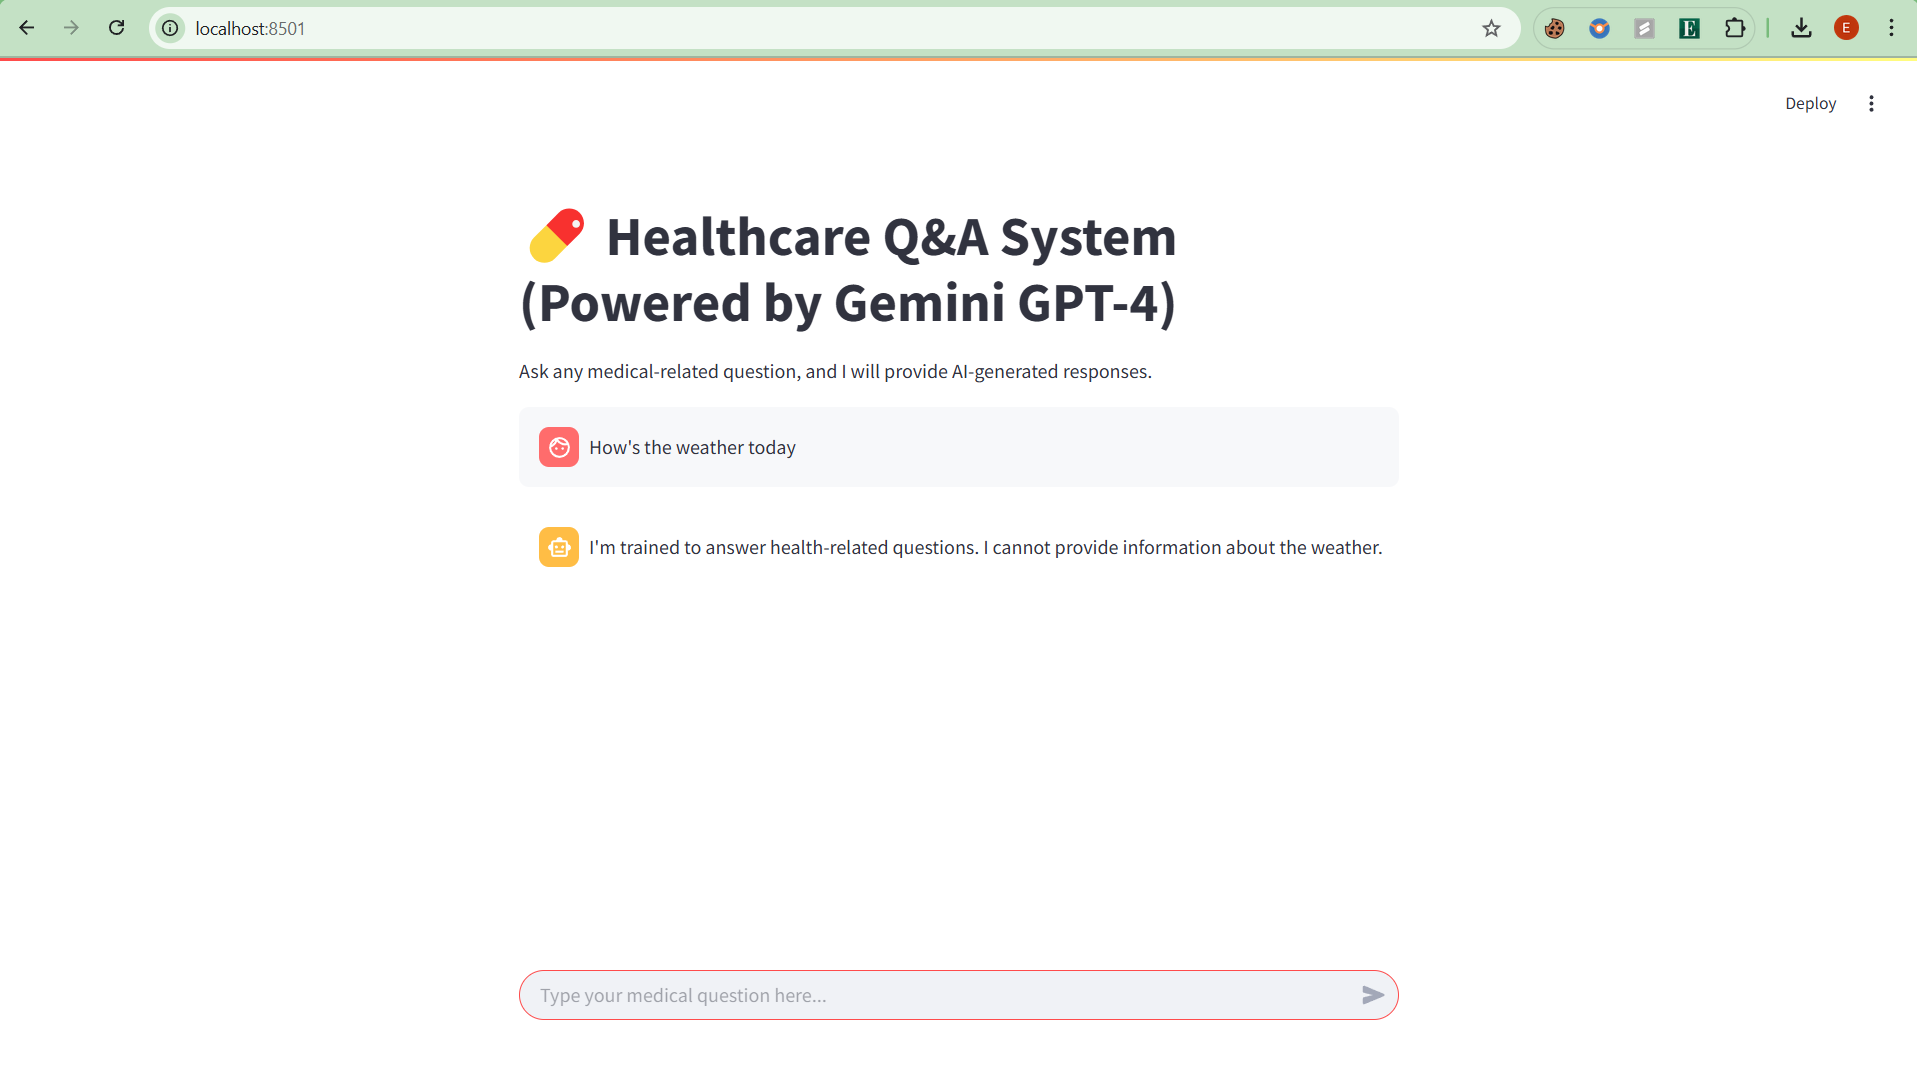 localhost:8501
E
E
Deploy
Healthcare Q&A System
(Powered by Gemini GPT-4)
Ask any medical-related question, and I will provide AI-generated responses.
How's the weather today
I'm trained to answer health-related questions. I cannot provide information about the weather.
Type your medical question here...